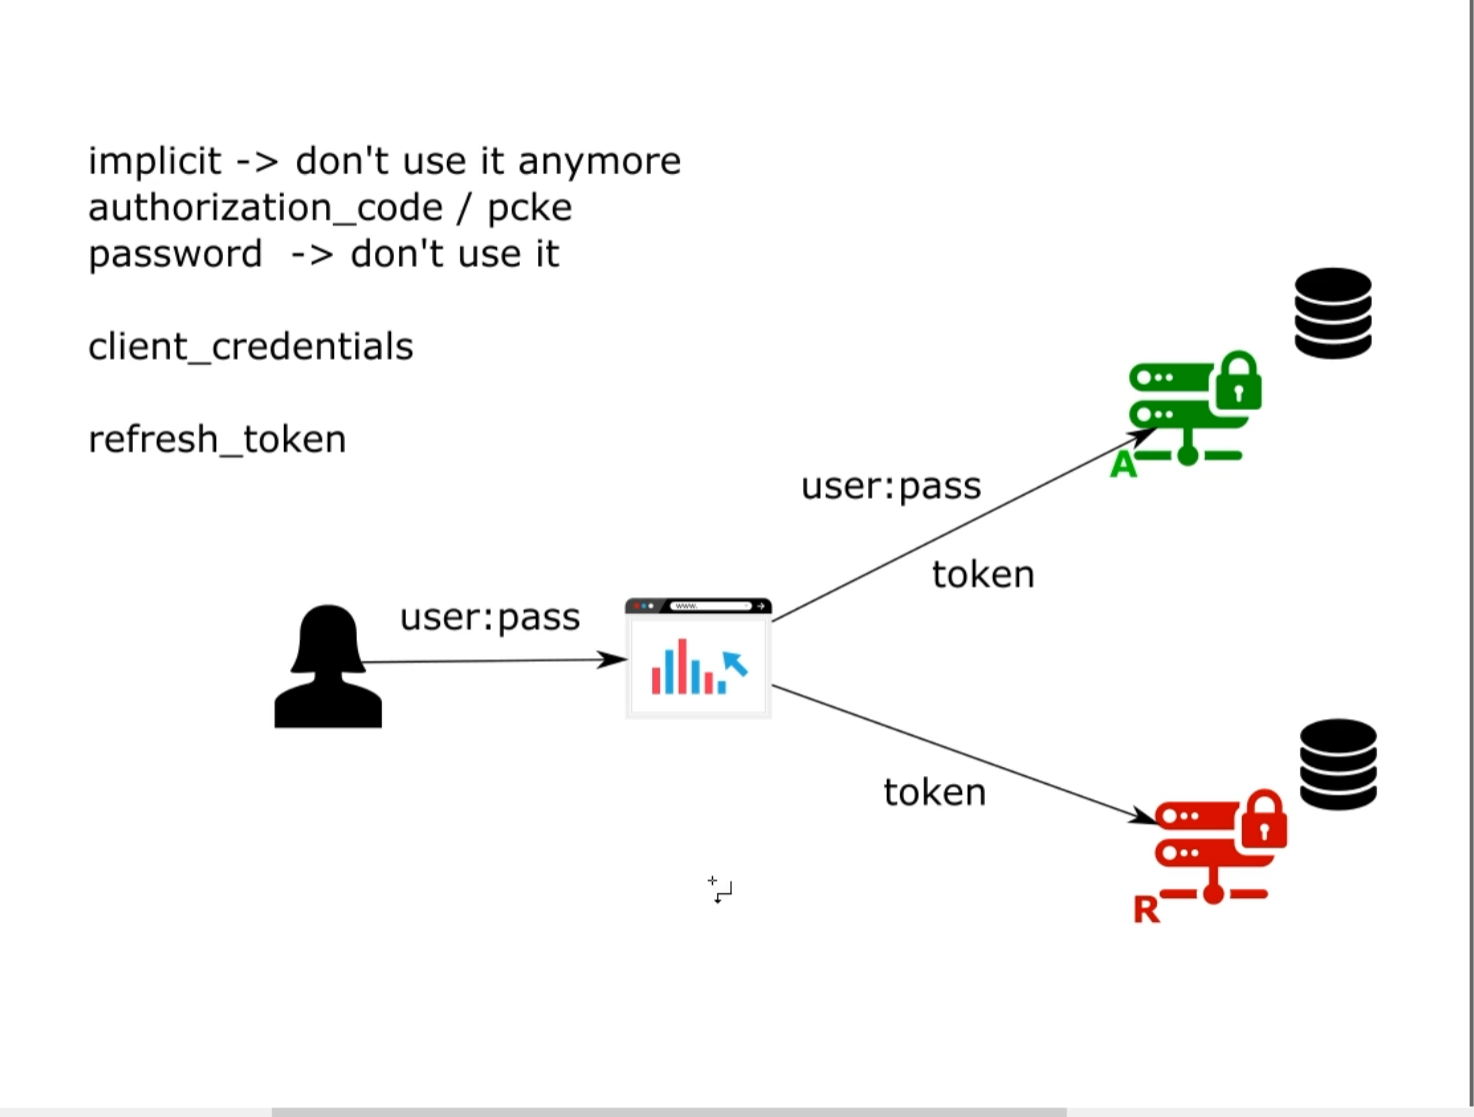 implicit -> don't use it anymore
authorization_code / pcke
password  -> don't use it
client_credentials
refresh_token
user:pass
A
token
user:pass
www.
token
R